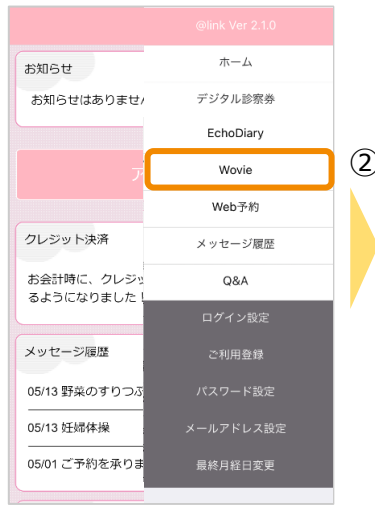 @link Ver 2.1.0
ホーム
デジタル診察券
EchoDiary
Wovie
Web予約
メッセージ履歴
Q&A
ログイン設定
ご利用登録
パスワード設定
メールアドレス設定
最終月経日変更
お知らせ
お知らせはありませ
ア
クレジット決済
お会計時に、クレジッ
るようになりました！
メッセージ履歴
05/13 野菜のすりつぶ
05/13 妊婦体操
05/01 ご予約を承りま
②